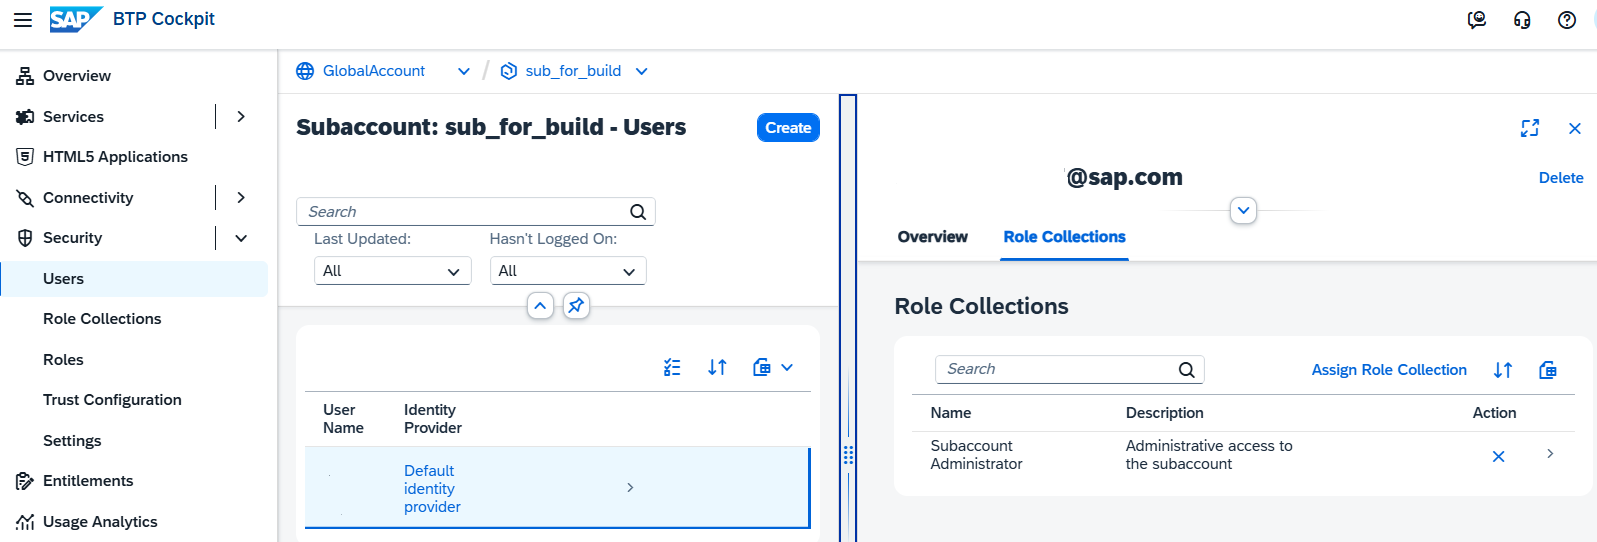 SAP BTP Cockpit
Overview
Services
HTML5 Applications
Connectivity
Security
Users
Role Collections
Roles
Trust Configuration
Settings
Entitlements
Usage Analytics
GlobalAccount / sub_for_build
Subaccount: sub_for_build - Users
Create
Search
Last Updated: Hasn't Logged On:
All All
User Name Identity Provider
Default
identity
provider
@sap.com
Delete
Overview Role Collections
Role Collections
Search Assign Role Collection
Name Description Action
Subaccount Administrator Administrative access to the subaccount